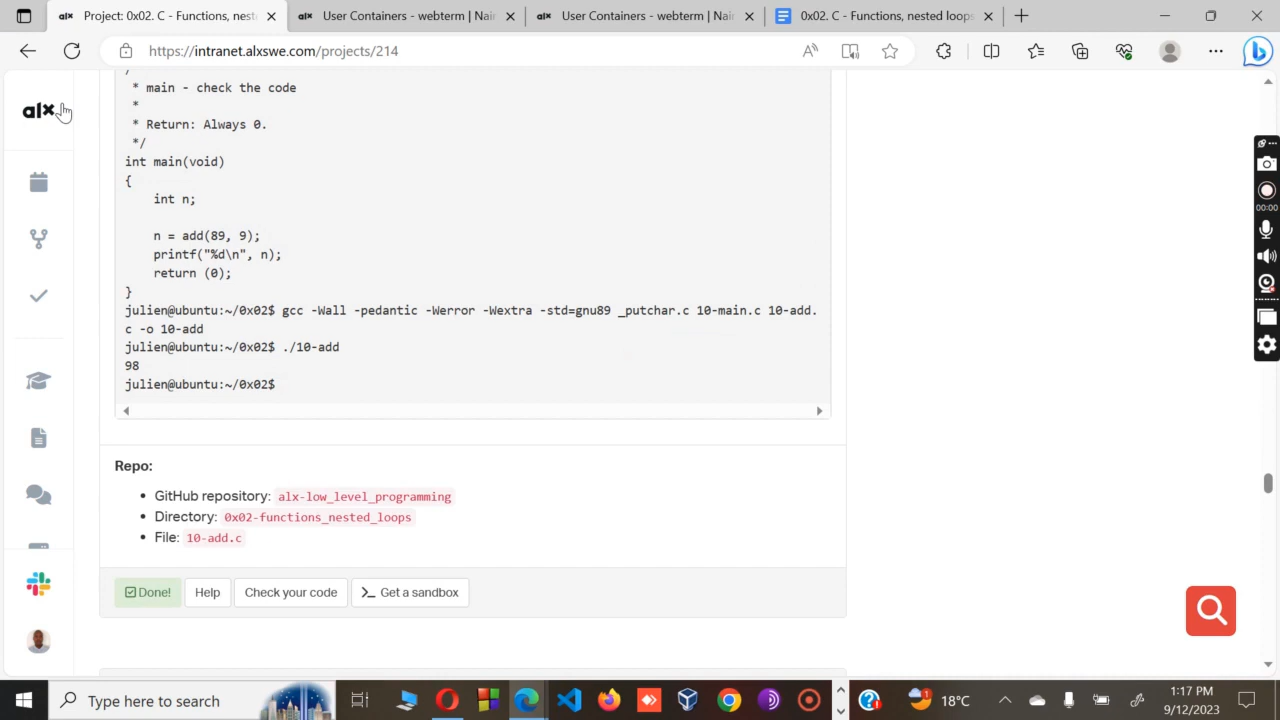 Project: 0x02. C - Functions, nest
User Containers - webterm | Nair
User Containers - webterm | Nair
0x02. C - Functions, nested loops
https://intranet.alxswe.com/projects/214
alx
/*
* main - check the code
*
* Return: Always 0.
*/
int main(void)
{
int n;
n = add(89, 9);
printf("%d\n", n);
return (0);
}
julien@ubuntu:~/0x02$ gcc -Wall -pedantic -Werror -Wextra -std=gnu89 _putchar.c 10-main.c 10-add.
c -o 10-add
julien@ubuntu:~/0x02$ ./10-add
98
julien@ubuntu:~/0x02$
Repo:
• GitHub repository: alx-low_level_programming
• Directory: 0x02-functions_nested_loops
• File: 10-add.c
Done! Help Check your code Get a sandbox
00:00
Type here to search
18°C
1:17 PM
9/12/2023